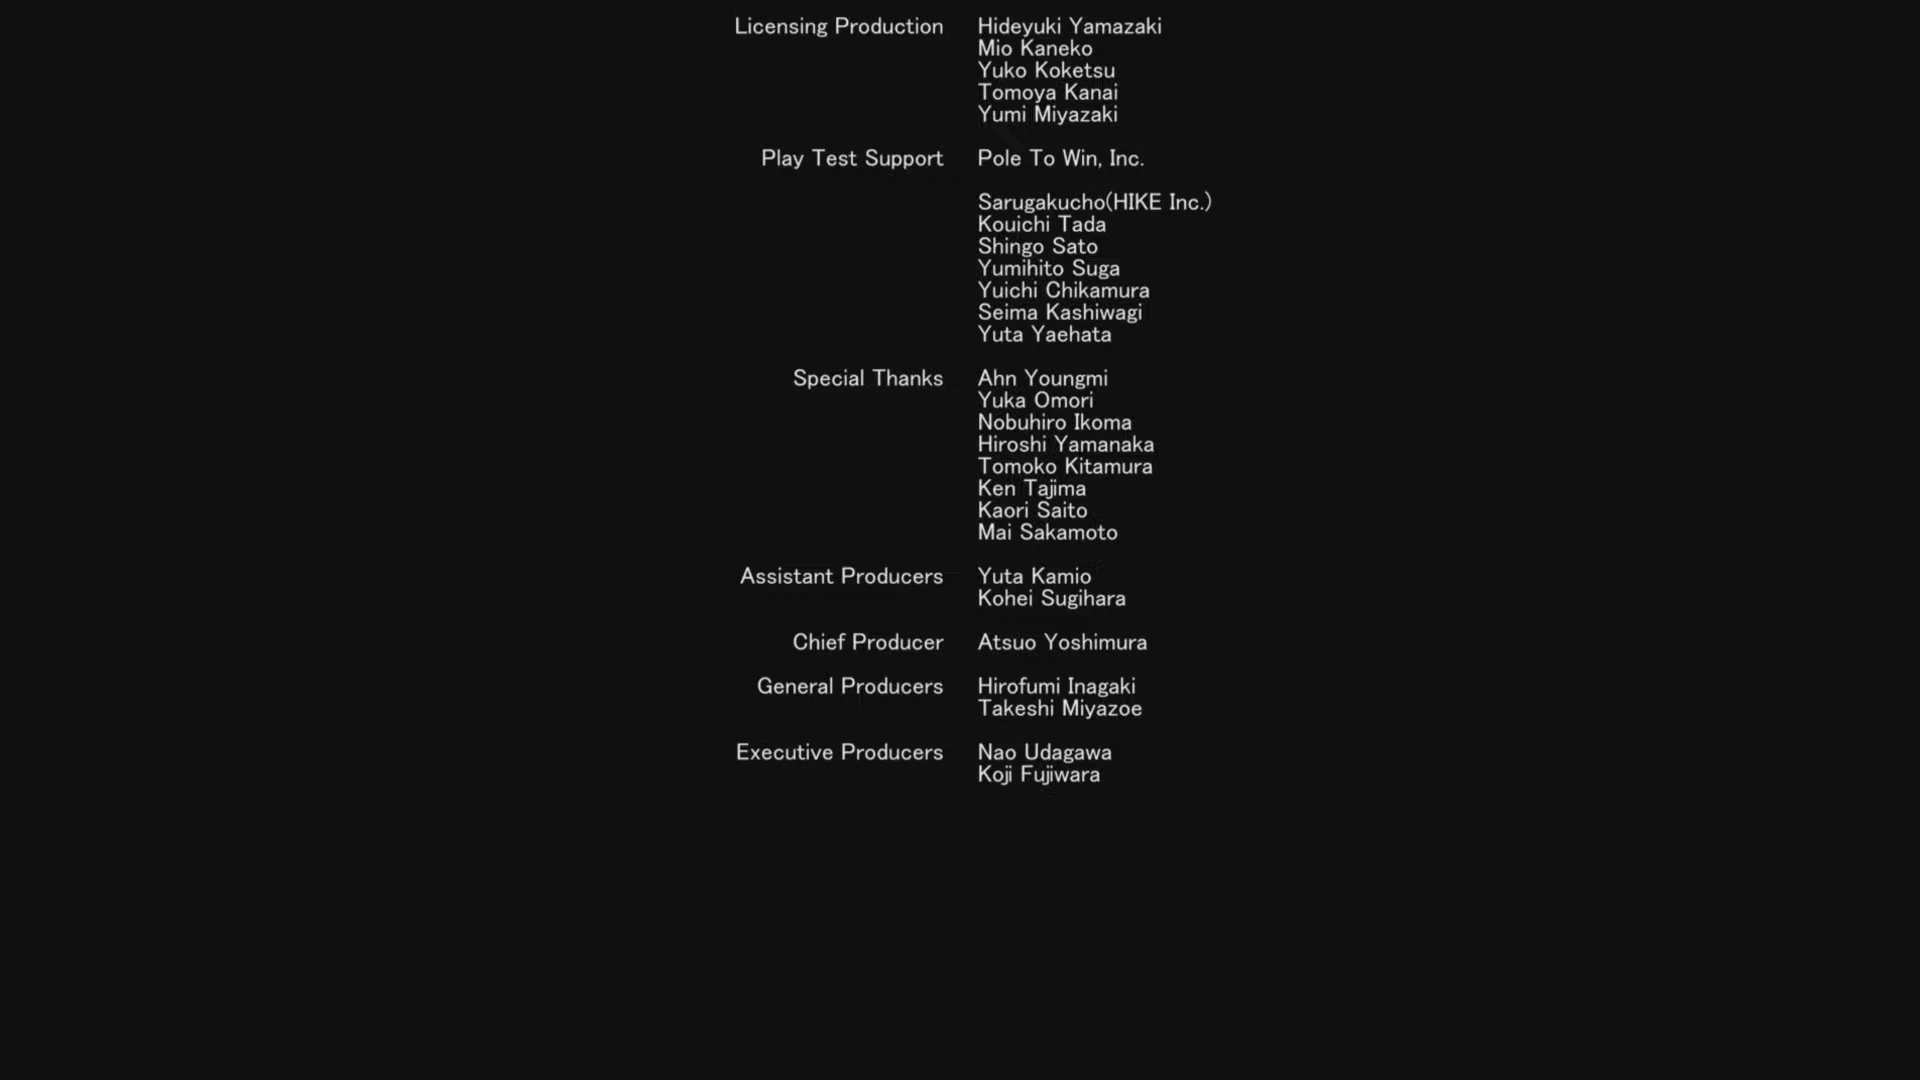 Licensing Production Hideyuki Yamazaki
Mio Kaneko
Yuko Koketsu
Tomoya Kanai
Yumi Miyazaki
Play Test Support Pole To Win, Inc.
Sarugakucho(HIKE Inc.)
Kouichi Tada
Shingo Sato
Yumihito Suga
Yuichi Chikamura
Seima Kashiwagi
Yuta Yaehata
Special Thanks Ahn Youngmi
Yuka Omori
Nobuhiro Ikoma
Hiroshi Yamanaka
Tomoko Kitamura
Ken Tajima
Kaori Saito
Mai Sakamoto
Assistant Producers Yuta Kamio
Kohei Sugihara
Chief Producer Atsuo Yoshimura
General Producers Hirofumi Inagaki
Takeshi Miyazoe
Executive Producers Nao Udagawa
Koji Fujiwara